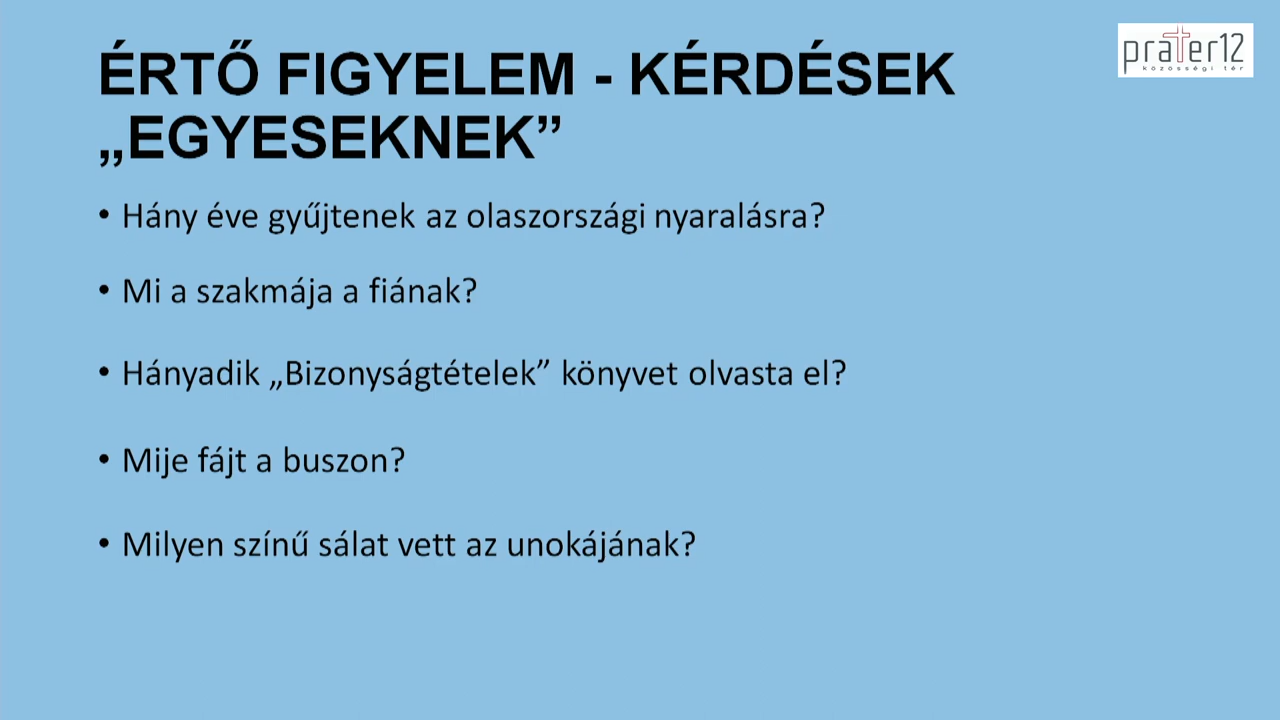 ÉRTŐ FIGYELEM - KÉRDÉSEK
„EGYESEKNEK”
prater12
közösségi tér
• Hány éve gyűjtenek az olaszországi nyaralásra?
• Mi a szakmája a fiának?
• Hányadik „Bizonyságtételek” könyvet olvasta el?
• Mije fájt a buszon?
• Milyen színű sálat vett az unokájának?